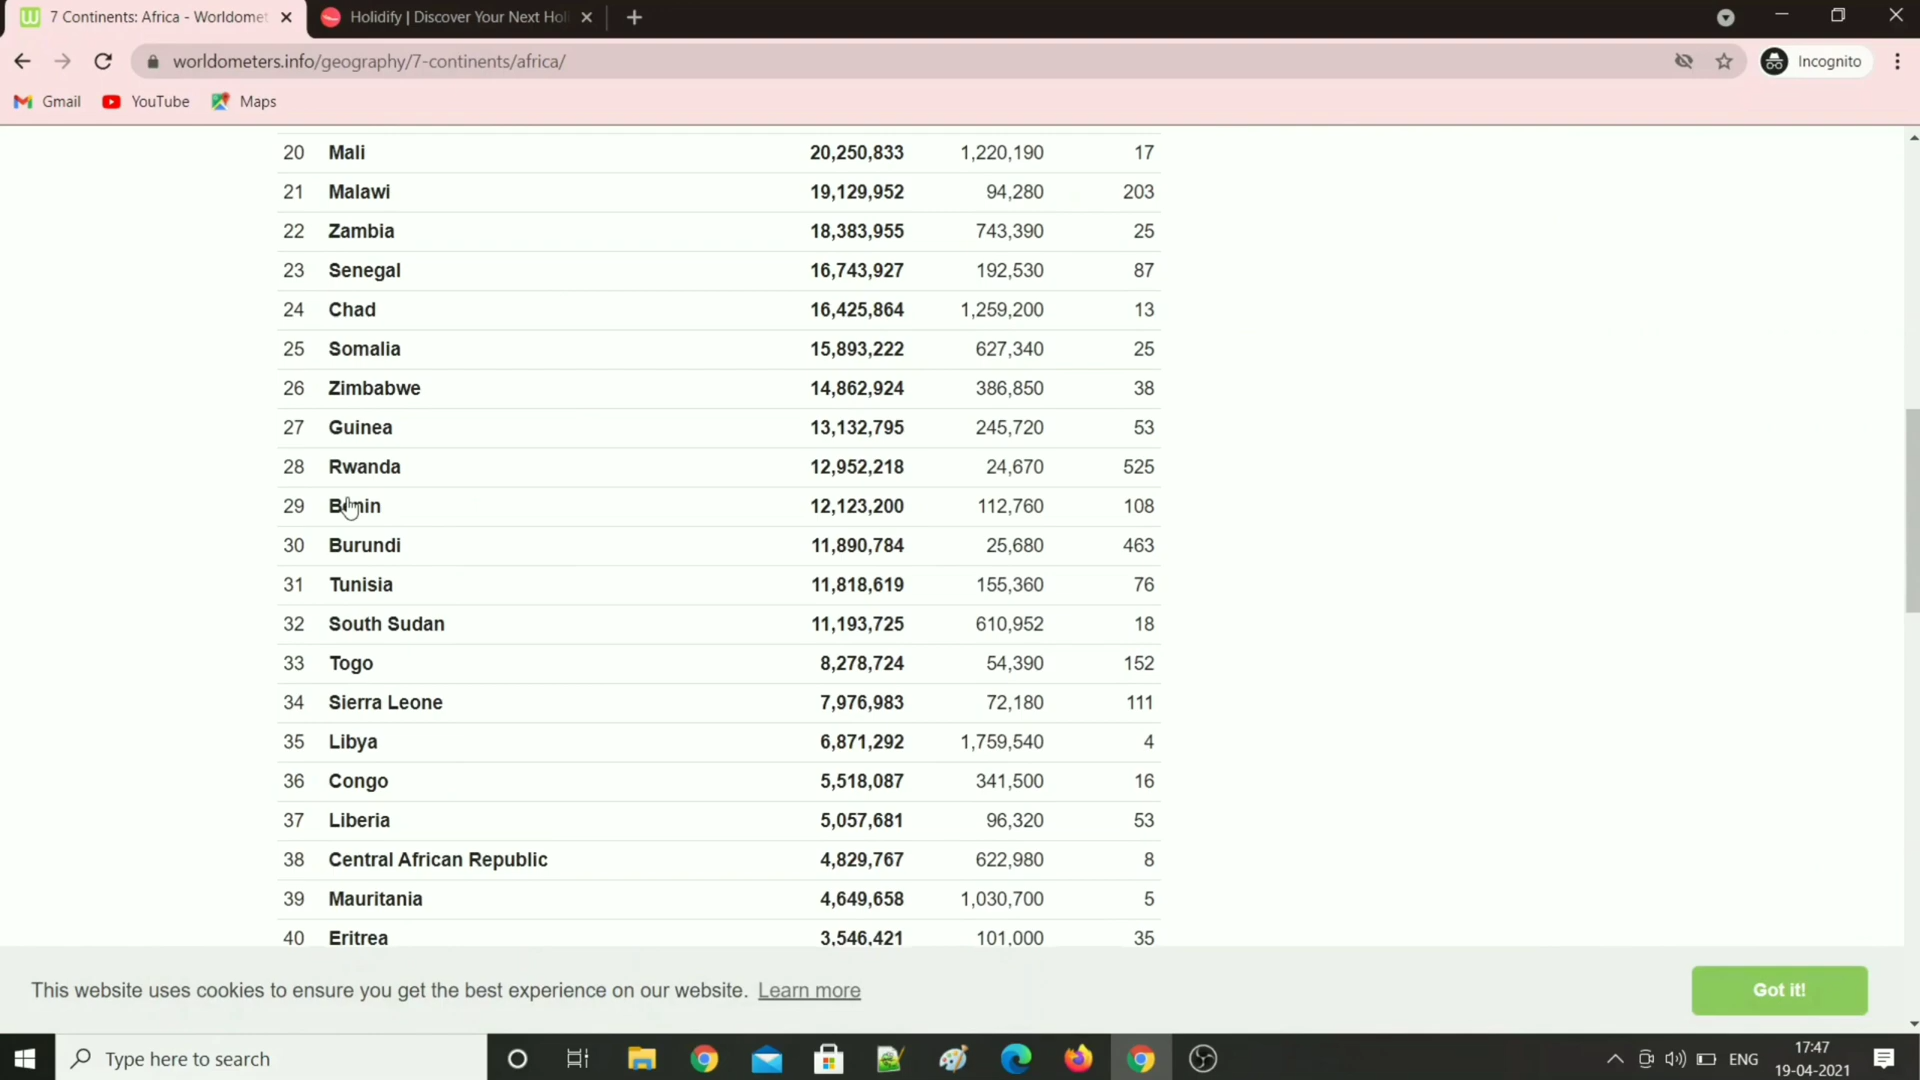 7 Continents: Africa - Worldomet
Holidify | Discover Your Next Hol
worldometers.info/geography/7-continents/africa/
Incognito
Gmail YouTube Maps
20 Mali 20,250,833 1,220,190 17
21 Malawi 19,129,952 94,280 203
22 Zambia 18,383,955 743,390 25
23 Senegal 16,743,927 192,530 87
24 Chad 16,425,864 1,259,200 13
25 Somalia 15,893,222 627,340 25
26 Zimbabwe 14,862,924 386,850 38
27 Guinea 13,132,795 245,720 53
28 Rwanda 12,952,218 24,670 525
29 Benin 12,123,200 112,760 108
30 Burundi 11,890,784 25,680 463
31 Tunisia 11,818,619 155,360 76
32 South Sudan 11,193,725 610,952 18
33 Togo 8,278,724 54,390 152
34 Sierra Leone 7,976,983 72,180 111
35 Libya 6,871,292 1,759,540 4
36 Congo 5,518,087 341,500 16
37 Liberia 5,057,681 96,320 53
38 Central African Republic 4,829,767 622,980 8
39 Mauritania 4,649,658 1,030,700 5
40 Eritrea 3,546,421 101,000 35
This website uses cookies to ensure you get the best experience on our website. Learn more
Got it!
Type here to search
ENG
17:47
19-04-2021